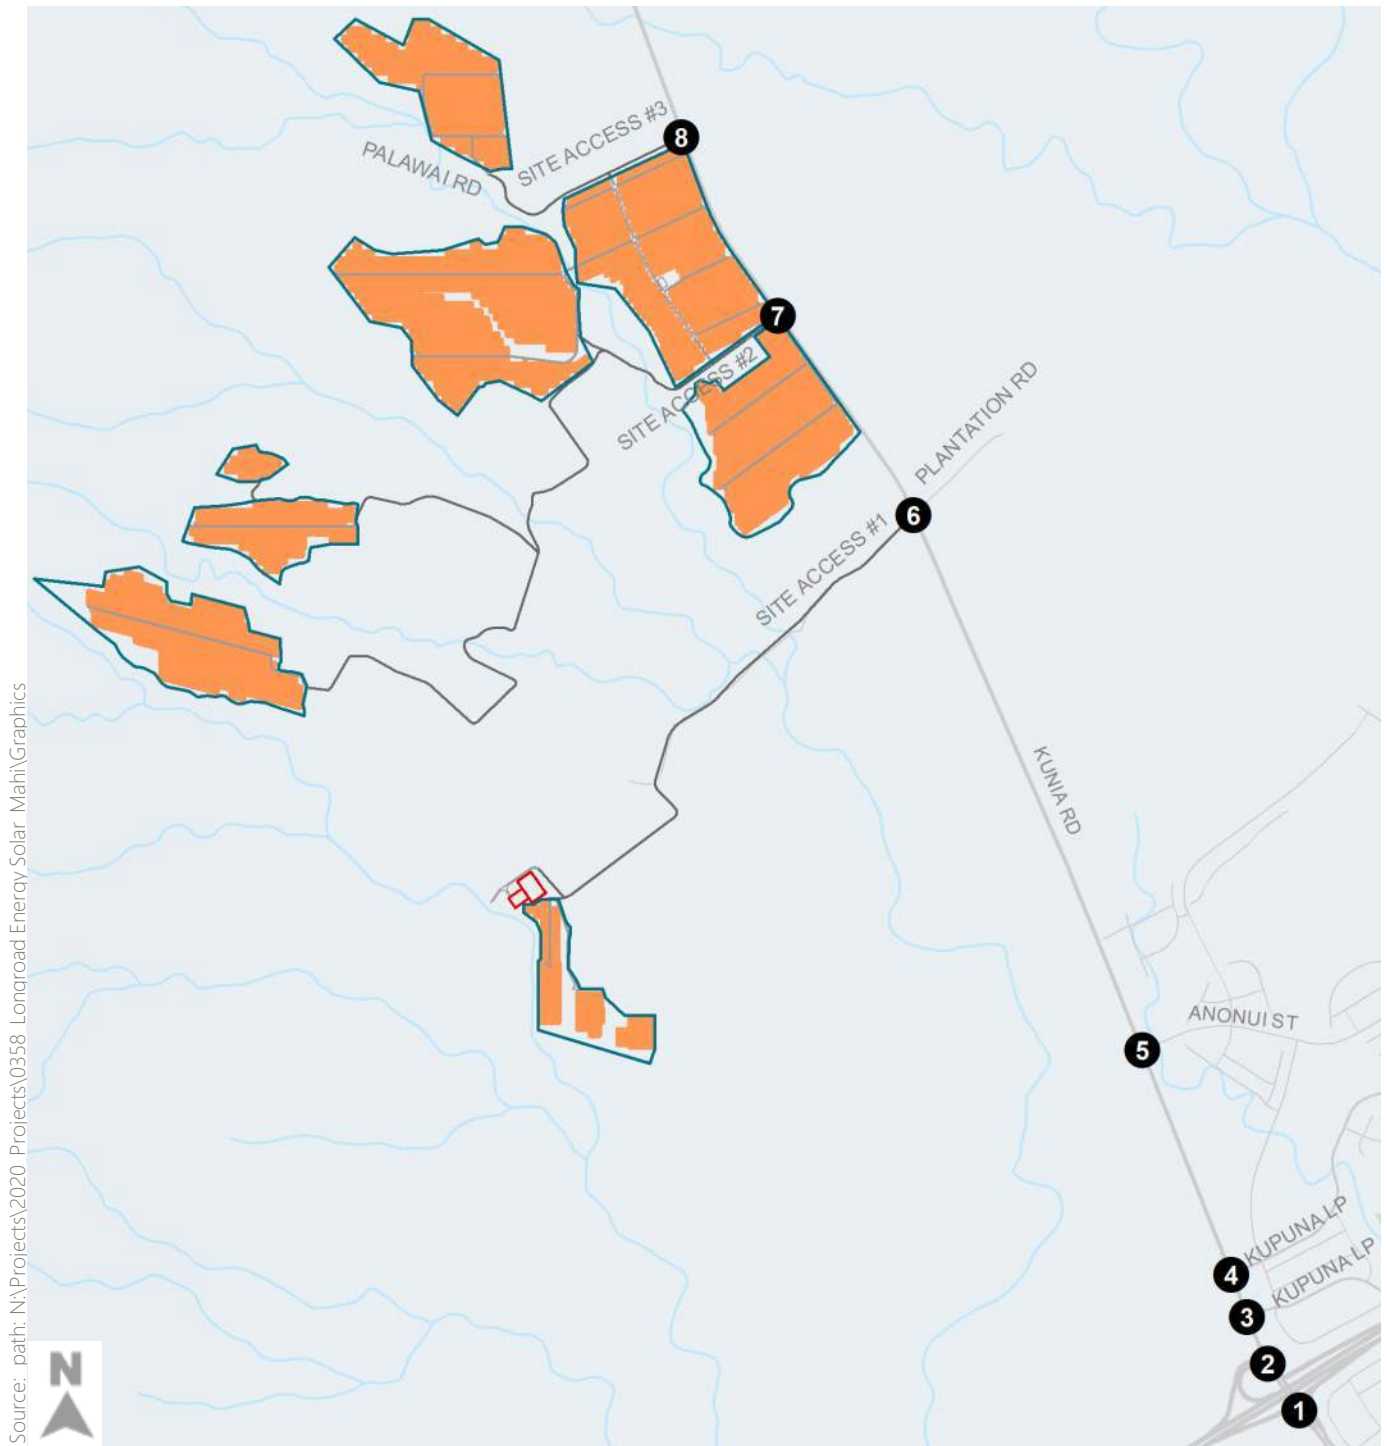 8
SITE ACCESS #3
PALAWAI RD
7
SITE ACCESS #2
PLANTATION RD
6
SITE ACCESS #1
KUNIA RD
ANONUI ST
5
KUPUNA LP
4
KUPUNA LP
3
2
1
N
Source: path: N:\Projects\2020 Projects\0358 Longroad Energy Solar Mahi\Graphics